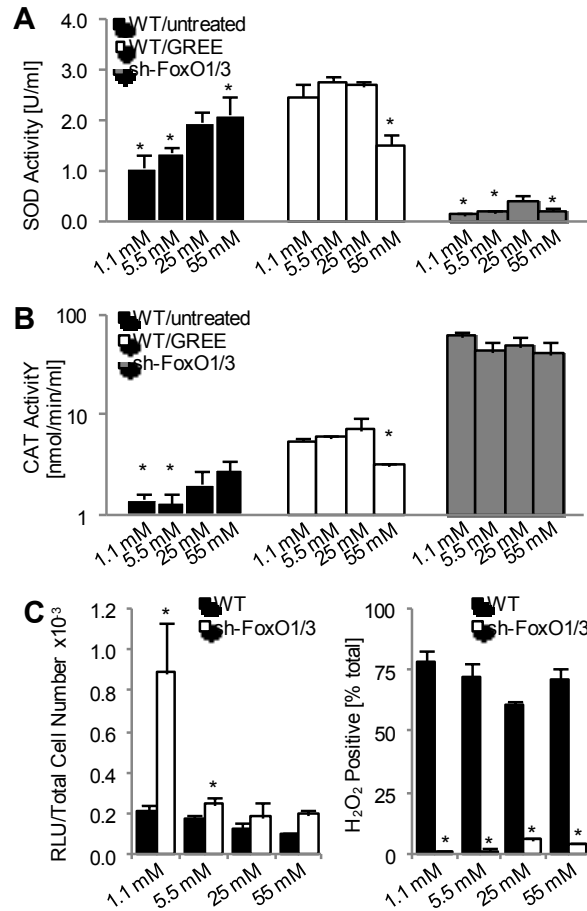 A
WT/untreated
WT/GREE
sh-FoxO1/3
SOD Activity [U/ml]
4.0
3.0
2.0
1.0
0.0
* * * * * * *
1.1 mM 5.5 mM 25 mM 55 mM 1.1 mM 5.5 mM 25 mM 55 mM 1.1 mM 5.5 mM 25 mM 55 mM
B
WT/untreated
WT/GREE
sh-FoxO1/3
CAT ActivitY
[nmol/min/ml]
100
10
1
* * *
1.1 mM 5.5 mM 25 mM 55 mM 1.1 mM 5.5 mM 25 mM 55 mM 1.1 mM 5.5 mM 25 mM 55 mM
C
WT
sh-FoxO1/3
RLU/Total Cell Number x10-3
1.2
1.0
0.8
0.6
0.4
0.2
0.0
* *
1.1 mM 5.5 mM 25 mM 55 mM
WT
sh-FoxO1/3
H2O2 Positive [% total]
100
75
50
25
0
* * * *
1.1 mM 5.5 mM 25 mM 55 mM